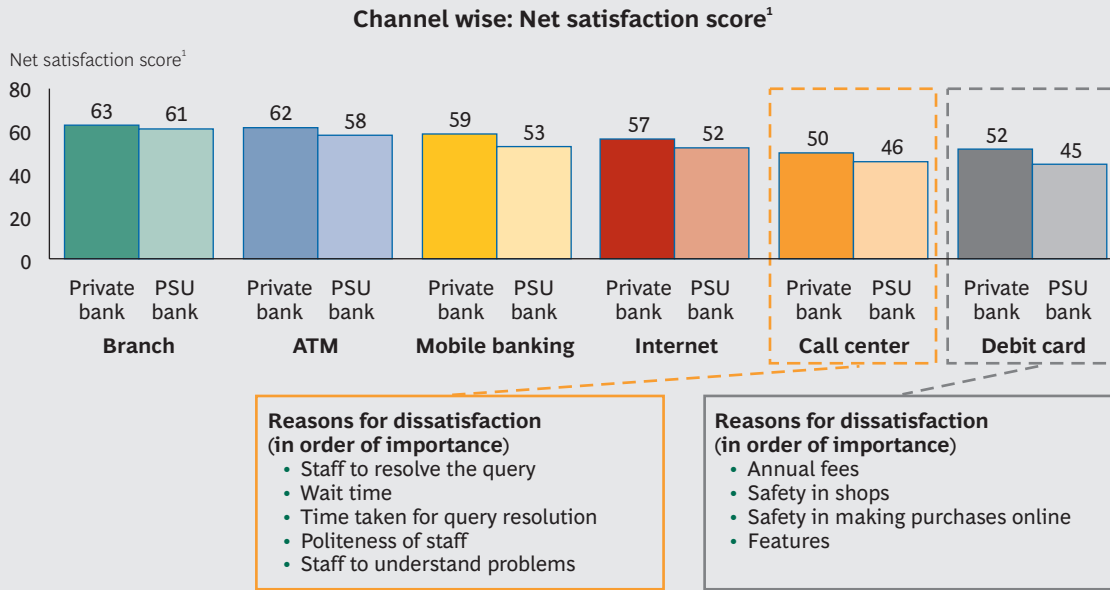 Channel wise: Net satisfaction score¹
Net satisfaction score¹
80
60
40
20
0
63
61
62
58
59
53
57
52
50
46
52
45
Private bank
PSU bank
Private bank
PSU bank
Private bank
PSU bank
Private bank
PSU bank
Private bank
PSU bank
Private bank
PSU bank
Branch
ATM
Mobile banking
Internet
Call center
Debit card
Reasons for dissatisfaction
(in order of importance)
• Staff to resolve the query
• Wait time
• Time taken for query resolution
• Politeness of staff
• Staff to understand problems
Reasons for dissatisfaction
(in order of importance)
• Annual fees
• Safety in shops
• Safety in making purchases online
• Features